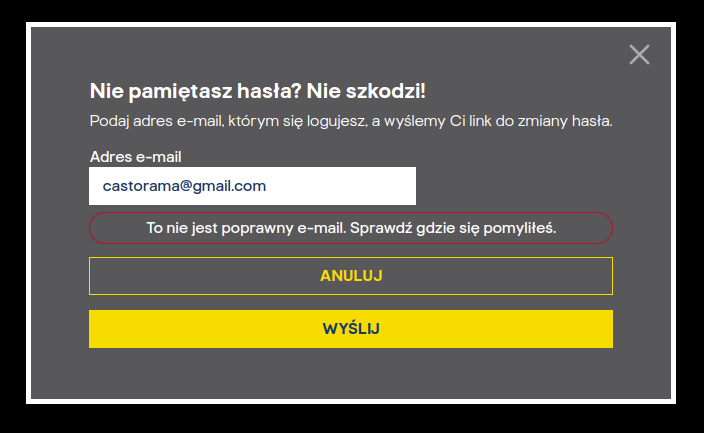 Nie pamiętasz hasła? Nie szkodzi!
Podaj adres e-mail, którym się logujesz, a wyślemy Ci link do zmiany hasła.
Adres e-mail
castorama@gmail.com
To nie jest poprawny e-mail. Sprawdź gdzie się pomyliłeś.
ANULUJ
WYŚLIJ